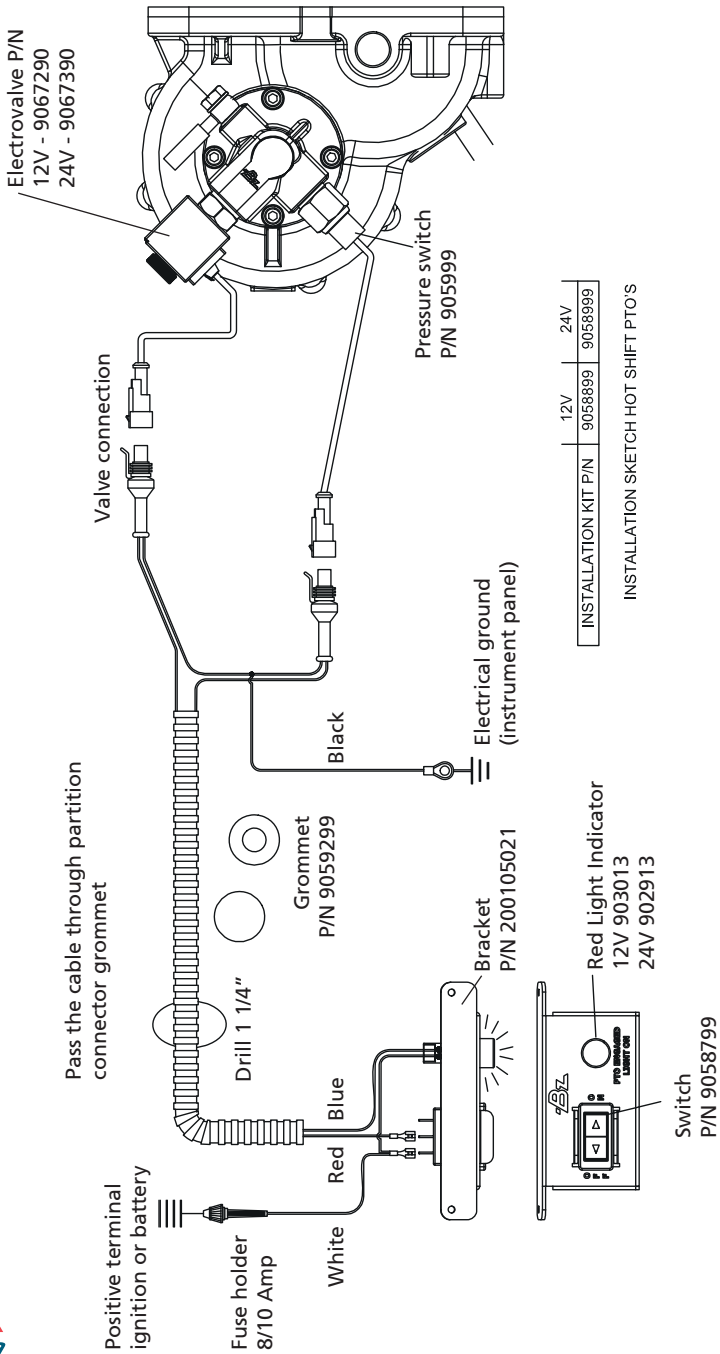 Electrovalve P/N
12V - 9067290
24V - 9067390
Valve connection
Pressure switch
P/N 905999
Pass the cable through partition
connector grommet
Drill 1 1/4”
Grommet
P/N 9059299
Black
Electrical ground
(instrument panel)
Positive terminal
ignition or battery
Fuse holder
8/10 Amp
White
Red
Blue
Bracket
P/N 200105021
Red Light Indicator
12V 903013
24V 902913
Switch
P/N 9058799
OFF
ON
BZ
PTO ENGAGED
LIGHT ON
INSTALLATION KIT P/N 12V 9058899 24V 9058999
INSTALLATION SKETCH HOT SHIFT PTO'S